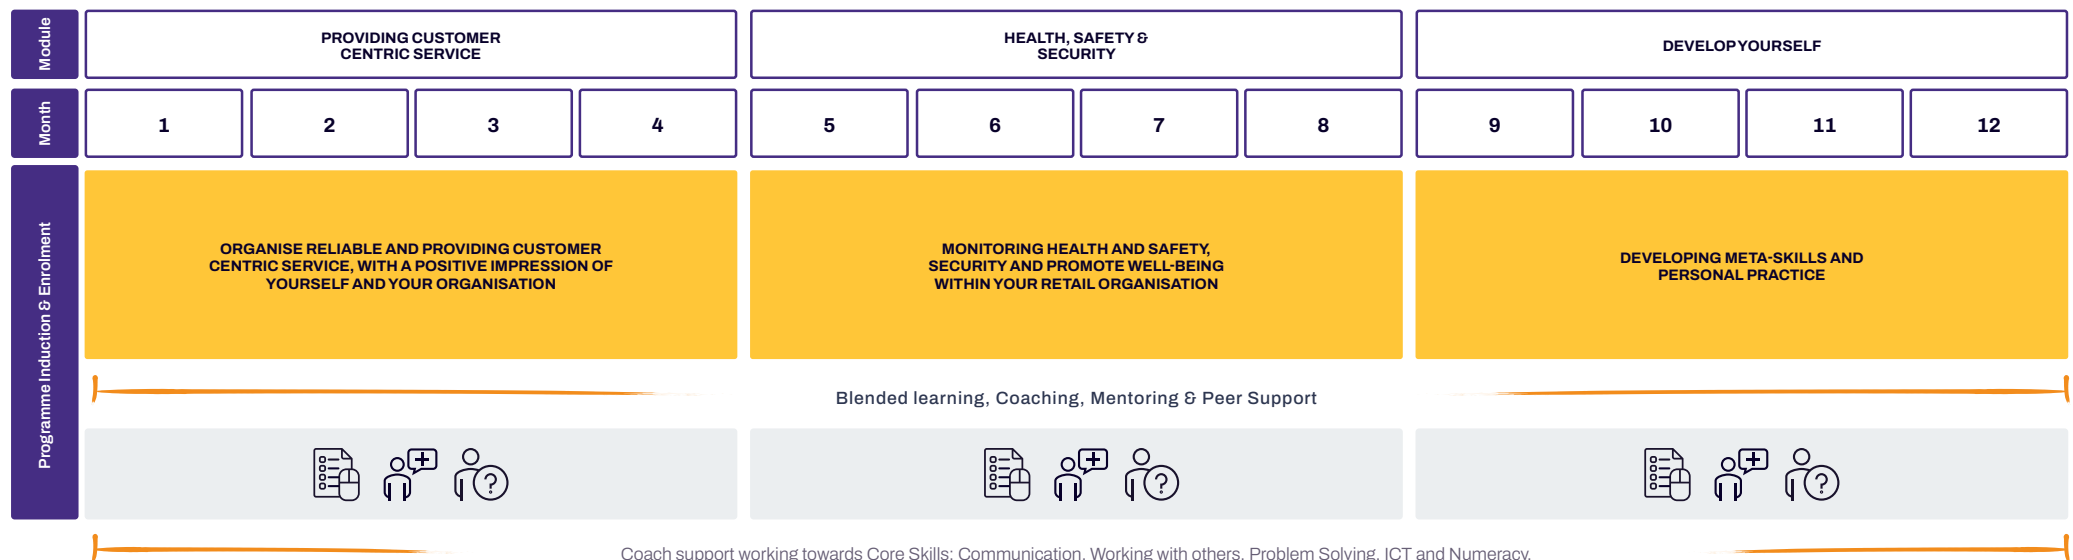 Module
PROVIDING CUSTOMER
CENTRIC SERVICE
HEALTH, SAFETY &
SECURITY
DEVELOP YOURSELF
Month
1
2
3
4
5
6
7
8
9
10
11
12
Programme Induction & Enrolment
ORGANISE RELIABLE AND PROVIDING CUSTOMER
CENTRIC SERVICE, WITH A POSITIVE IMPRESSION OF
YOURSELF AND YOUR ORGANISATION
MONITORING HEALTH AND SAFETY,
SECURITY AND PROMOTE WELL-BEING
WITHIN YOUR RETAIL ORGANISATION
DEVELOPING META-SKILLS AND
PERSONAL PRACTICE
Blended learning, Coaching, Mentoring & Peer Support
?
?
?
Coach support working towards Core Skills: Communication, Working with others, Problem Solving, ICT and Numeracy.